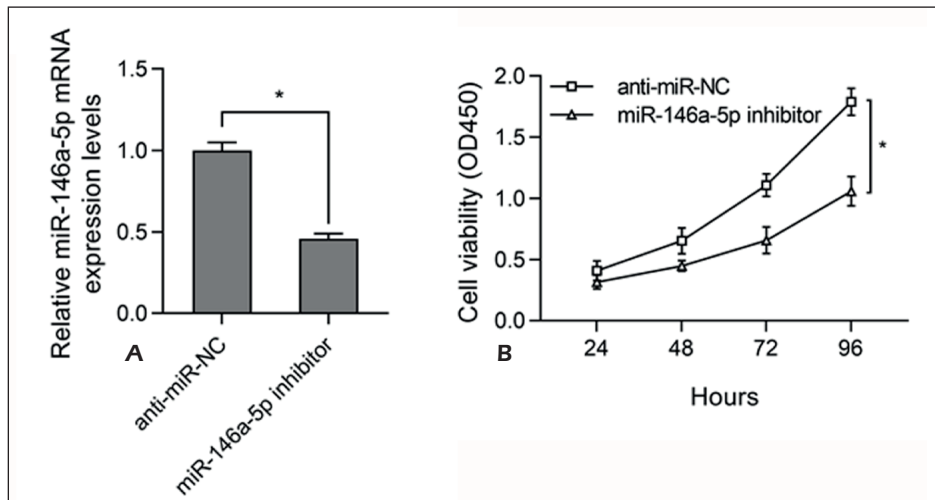 Relative miR-146a-5p mRNA
expression levels
1.5
1.0
0.5
0.0
*
anti-miR-NC
miR-146a-5p inhibitor
A
Cell viability (OD450)
2.0
1.5
1.0
0.5
0.0
anti-miR-NC
miR-146a-5p inhibitor
*
24 48 72 96
Hours
B